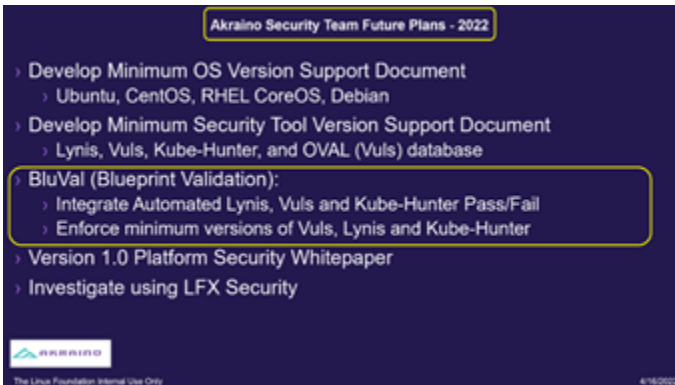 Akraino Security Team Future Plans - 2022
› Develop Minimum OS Version Support Document
› Ubuntu, CentOS, RHEL CoreOS, Debian
› Develop Minimum Security Tool Version Support Document
› Lynis, Vuls, Kube-Hunter, and OVAL (Vuls) database
› BluVal (Blueprint Validation):
› Integrate Automated Lynis, Vuls and Kube-Hunter Pass/Fail
› Enforce minimum versions of Vuls, Lynis and Kube-Hunter
› Version 1.0 Platform Security Whitepaper
› Investigate using LFX Security
AKRAINO
The Linux Foundation Internal Use Only